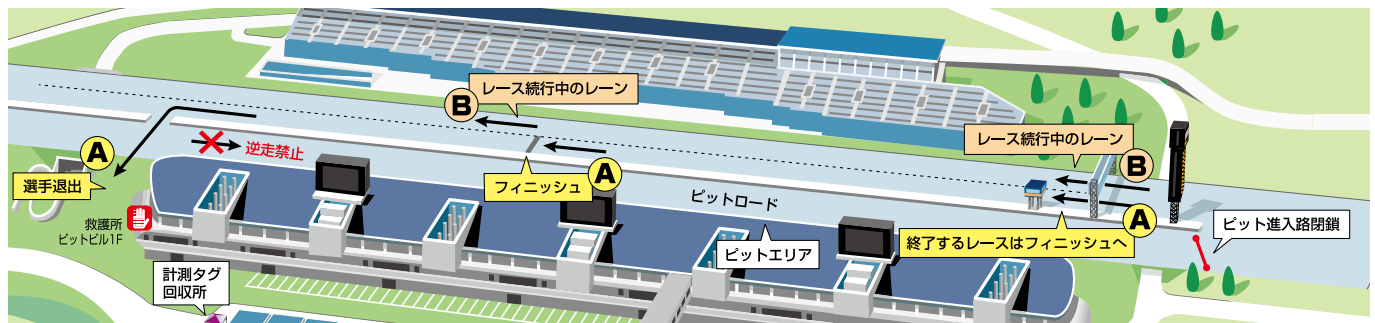 レース続行中のレーン
B
レース続行中のレーン
B
A
選手退出
逆走禁止
フィニッシュ
A
ピットロード
A
終了するレースはフィニッシュへ
ピット進入路閉鎖
救護所
ピットビル1F
ピットエリア
計測タグ
回収所